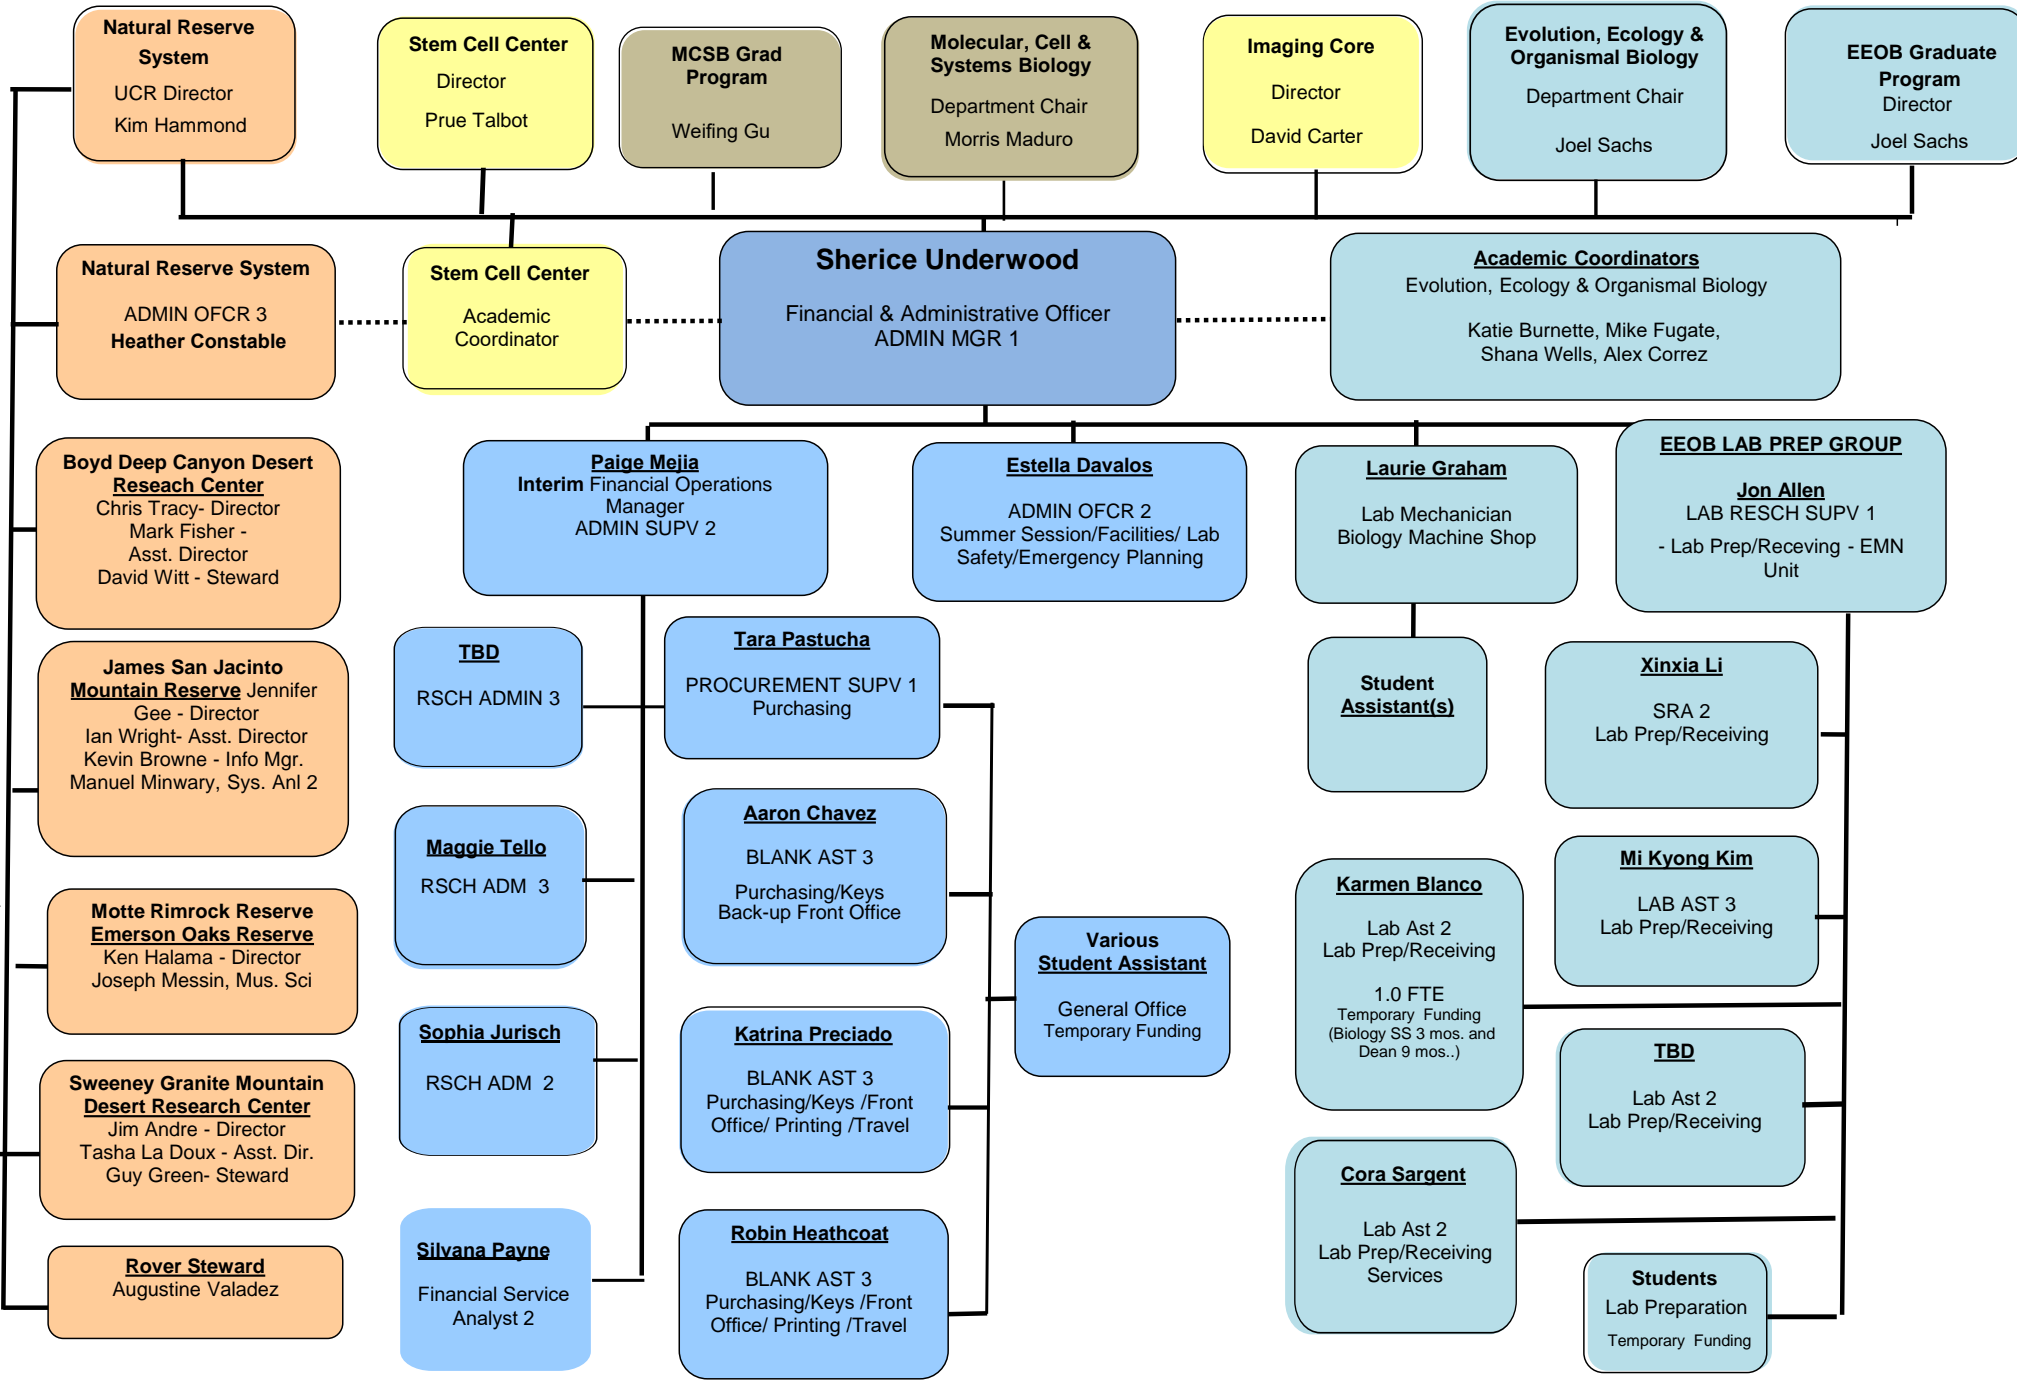 Natural Reserve
System
UCR Director
Kim Hammond
Stem Cell Center
Director
Prue Talbot
MCSB Grad
Program
Weifing Gu
Molecular, Cell &
Systems Biology
Department Chair
Morris Maduro
Imaging Core
Director
David Carter
Evolution, Ecology &
Organismal Biology
Department Chair
Joel Sachs
EEOB Graduate
Program
Director
Joel Sachs
Natural Reserve System
ADMIN OFCR 3
Heather Constable
Stem Cell Center
Academic
Coordinator
Sherice Underwood
Financial & Administrative Officer
ADMIN MGR 1
Academic Coordinators
Evolution, Ecology & Organismal Biology
Katie Burnette, Mike Fugate,
Shana Wells, Alex Correz
Boyd Deep Canyon Desert
Reseach Center
Chris Tracy- Director
Mark Fisher -
Asst. Director
David Witt - Steward
Paige Mejia
Interim Financial Operations
Manager
ADMIN SUPV 2
Estella Davalos
ADMIN OFCR 2
Summer Session/Facilities/ Lab
Safety/Emergency Planning
Laurie Graham
Lab Mechanician
Biology Machine Shop
EEOB LAB PREP GROUP
Jon Allen
LAB RESCH SUPV 1
- Lab Prep/Receving - EMN
Unit
James San Jacinto
Mountain Reserve Jennifer
Gee - Director
Ian Wright- Asst. Director
Kevin Browne - Info Mgr.
Manuel Minwary, Sys. Anl 2
TBD
RSCH ADMIN 3
Tara Pastucha
PROCUREMENT SUPV 1
Purchasing
Student
Assistant(s)
Xinxia Li
SRA 2
Lab Prep/Receiving
Maggie Tello
RSCH ADM  3
Aaron Chavez
BLANK AST 3
Purchasing/Keys
Back-up Front Office
Karmen Blanco
Lab Ast 2
Lab Prep/Receiving
1.0 FTE
Temporary  Funding
(Biology SS 3 mos. and
Dean 9 mos..)
Mi Kyong Kim
LAB AST 3
Lab Prep/Receiving
Motte Rimrock Reserve
Emerson Oaks Reserve
Ken Halama - Director
Joseph Messin, Mus. Sci
Various
Student Assistant
General Office
Temporary Funding
Sophia Jurisch
RSCH ADM  2
Katrina Preciado
BLANK AST 3
Purchasing/Keys /Front
Office/ Printing /Travel
TBD
Lab Ast 2
Lab Prep/Receiving
Sweeney Granite Mountain
Desert Research Center
Jim Andre - Director
Tasha La Doux - Asst. Dir.
Guy Green- Steward
Cora Sargent
Lab Ast 2
Lab Prep/Receiving
Services
Silvana Payne
Financial Service
Analyst 2
Robin Heathcoat
BLANK AST 3
Purchasing/Keys /Front
Office/ Printing /Travel
Rover Steward
Augustine Valadez
Students
Lab Preparation
Temporary  Funding